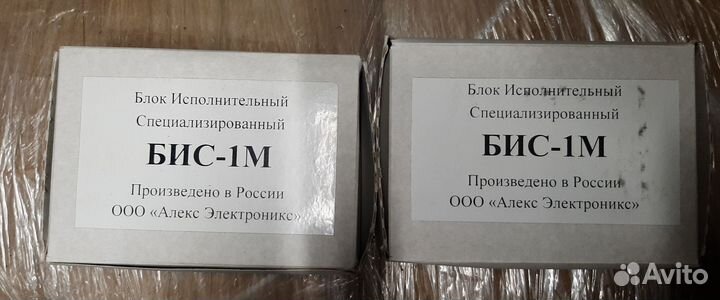 Блок Исполнительный
Специализированный
БИС-1М
Произведено в России
ООО «Алекс Электроникс»
Блок Исполнительный
Специализированный
БИС-1М
Произведено в России
ООО «Алекс Электроникс»
Avito